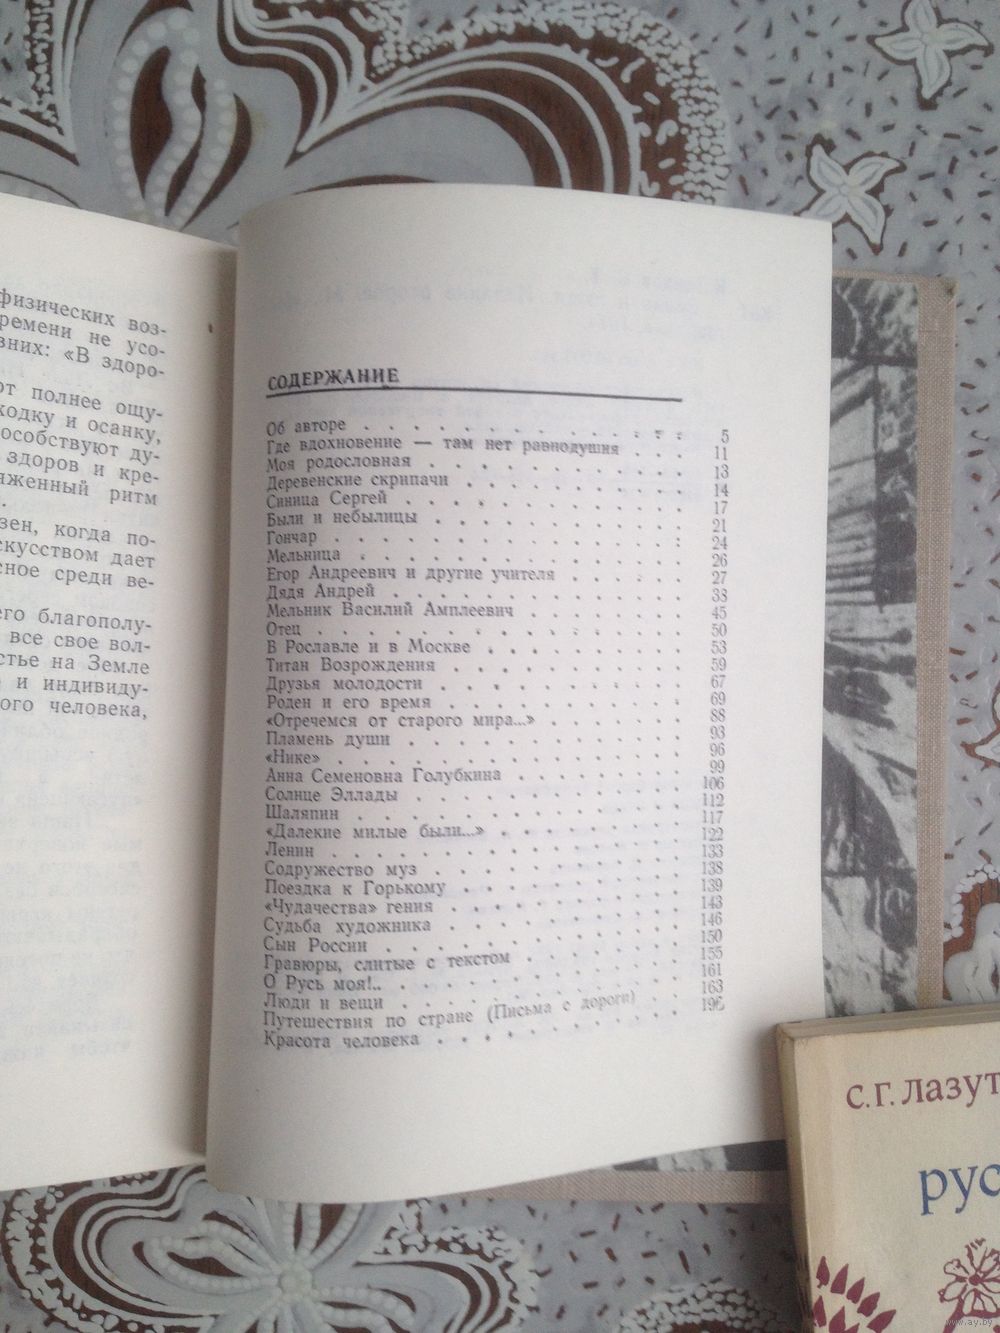 физических воз-
ремени не усо-
вних: «В здоро-
от полнее ощу-
ходку и осанку,
пособствуют ду-
здоров и кре-
яженный ритм
зен, когда по-
скусством дает
сное среди ве-
его благополу-
все свое вол-
стье на Земле
и индивиду-
ого человека,
СОДЕРЖАНИЕ
Об авторе . . . . . . . . . . . . . 5
Где вдохновение — там нет равнодушия . . . 11
Моя родословная . . . . . . . . . . . 13
Деревенские скрипачи . . . . . . . . . 14
Синица Сергей . . . . . . . . . . . . 17
Были и небылицы . . . . . . . . . . . 21
Гончар . . . . . . . . . . . . . . 24
Мельница . . . . . . . . . . . . . 26
Егор Андреевич и другие учителя . . . . . 27
Дядя Андрей . . . . . . . . . . . . 33
Мельник Василий Амплеевич . . . . . . . 45
Отец . . . . . . . . . . . . . . . 50
В Рославле и в Москве . . . . . . . . 53
Титан Возрождения . . . . . . . . . . 59
Друзья молодости . . . . . . . . . . 67
Роден и его время . . . . . . . . . . 69
«Отречемся от старого мира...» . . . . . . 88
Пламень души . . . . . . . . . . . . 93
«Нике» . . . . . . . . . . . . . . 96
Анна Семеновна Голубкина . . . . . . . 99
Солнце Эллады . . . . . . . . . . . 106
Шаляпин . . . . . . . . . . . . . 112
«Далекие милые были...» . . . . . . . . 117
Ленин . . . . . . . . . . . . . . 122
Содружество муз . . . . . . . . . . 133
Поездка к Горькому . . . . . . . . . 138
«Чудачества» гения . . . . . . . . . . 139
Судьба художника . . . . . . . . . . 143
Сын России . . . . . . . . . . . . 146
Гравюры, слитые с текстом . . . . . . . 150
О Русь моя!.. . . . . . . . . . . . . 155
Люди и вещи . . . . . . . . . . . . 161
Путешествия по стране (Письма с дороги) . . 163
Красота человека . . . . . . . . . . 196
С.Г. ЛАЗУТ
рус
www.ay.by